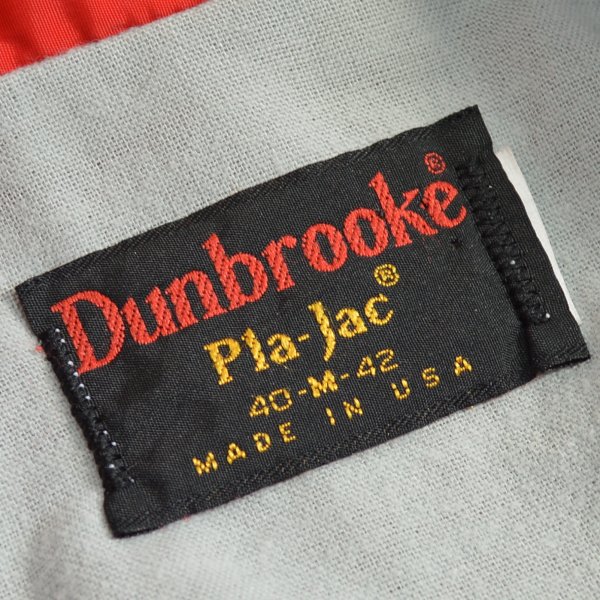 Dunbrooke®
Pla-Jac®
40-M-42
MADE IN USA